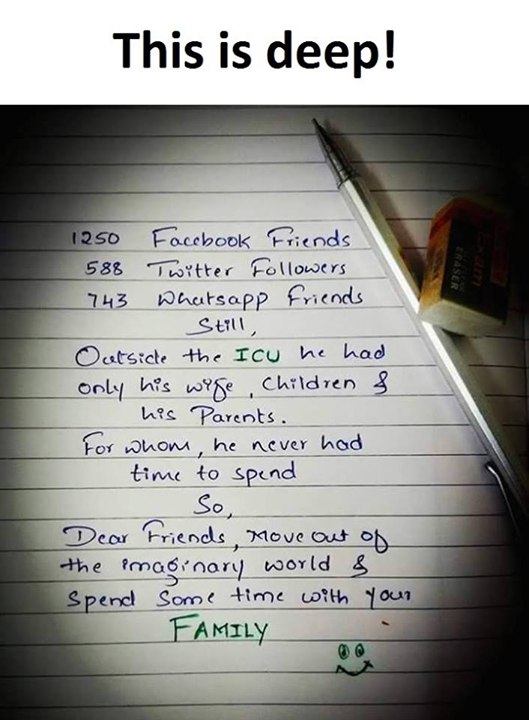 This is deep!
1250 Facebook Friends
588 Twitter Followers
743 Whatsapp Friends
Still,
Outside the ICU he had
only his wife, Children &
his Parents.
For whom, he never had
time to spend
So,
Dear Friends, Move out of
the imaginary world &
Spend Some time with your
FAMILY
ERASER